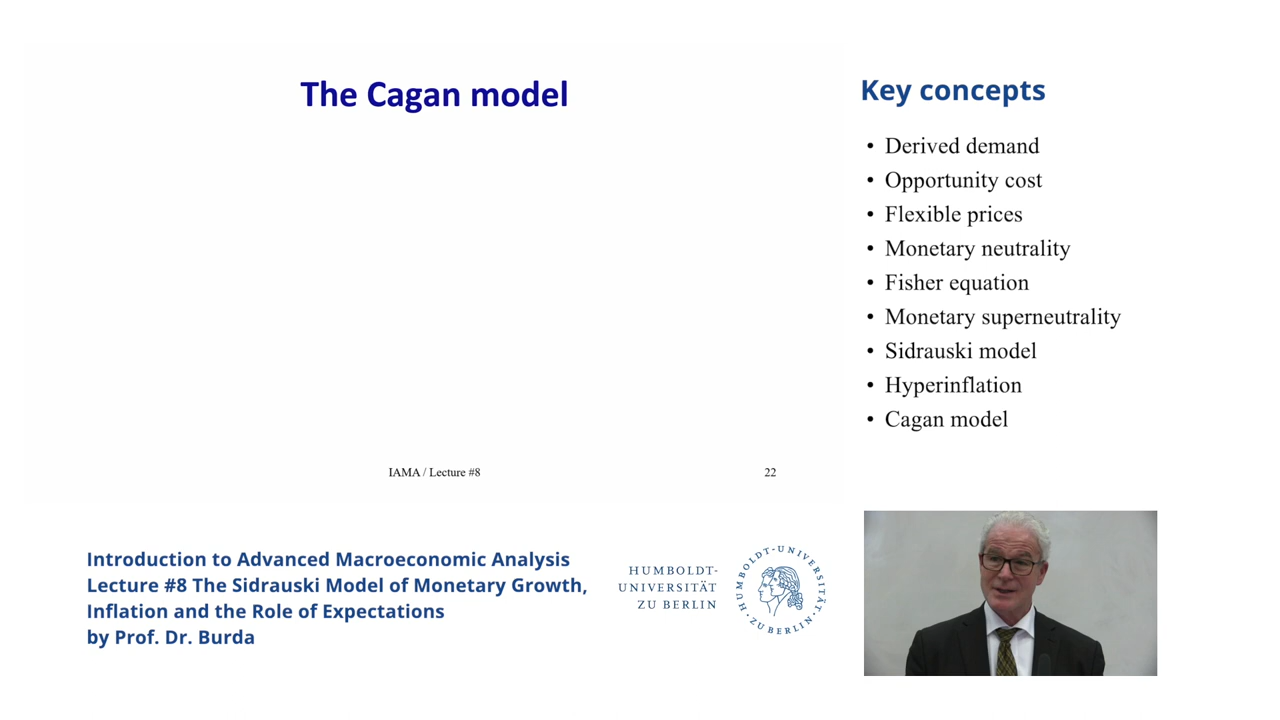 The Cagan model
IAMA / Lecture #8
22
Key concepts
• Derived demand
• Opportunity cost
• Flexible prices
• Monetary neutrality
• Fisher equation
• Monetary superneutrality
• Sidrauski model
• Hyperinflation
• Cagan model
Introduction to Advanced Macroeconomic Analysis
Lecture #8 The Sidrauski Model of Monetary Growth,
Inflation and the Role of Expectations
by Prof. Dr. Burda
HUMBOLDT-
UNIVERSITÄT
ZU BERLIN
HUMBOLDT-UNIVERSITÄT
ZU BERLIN